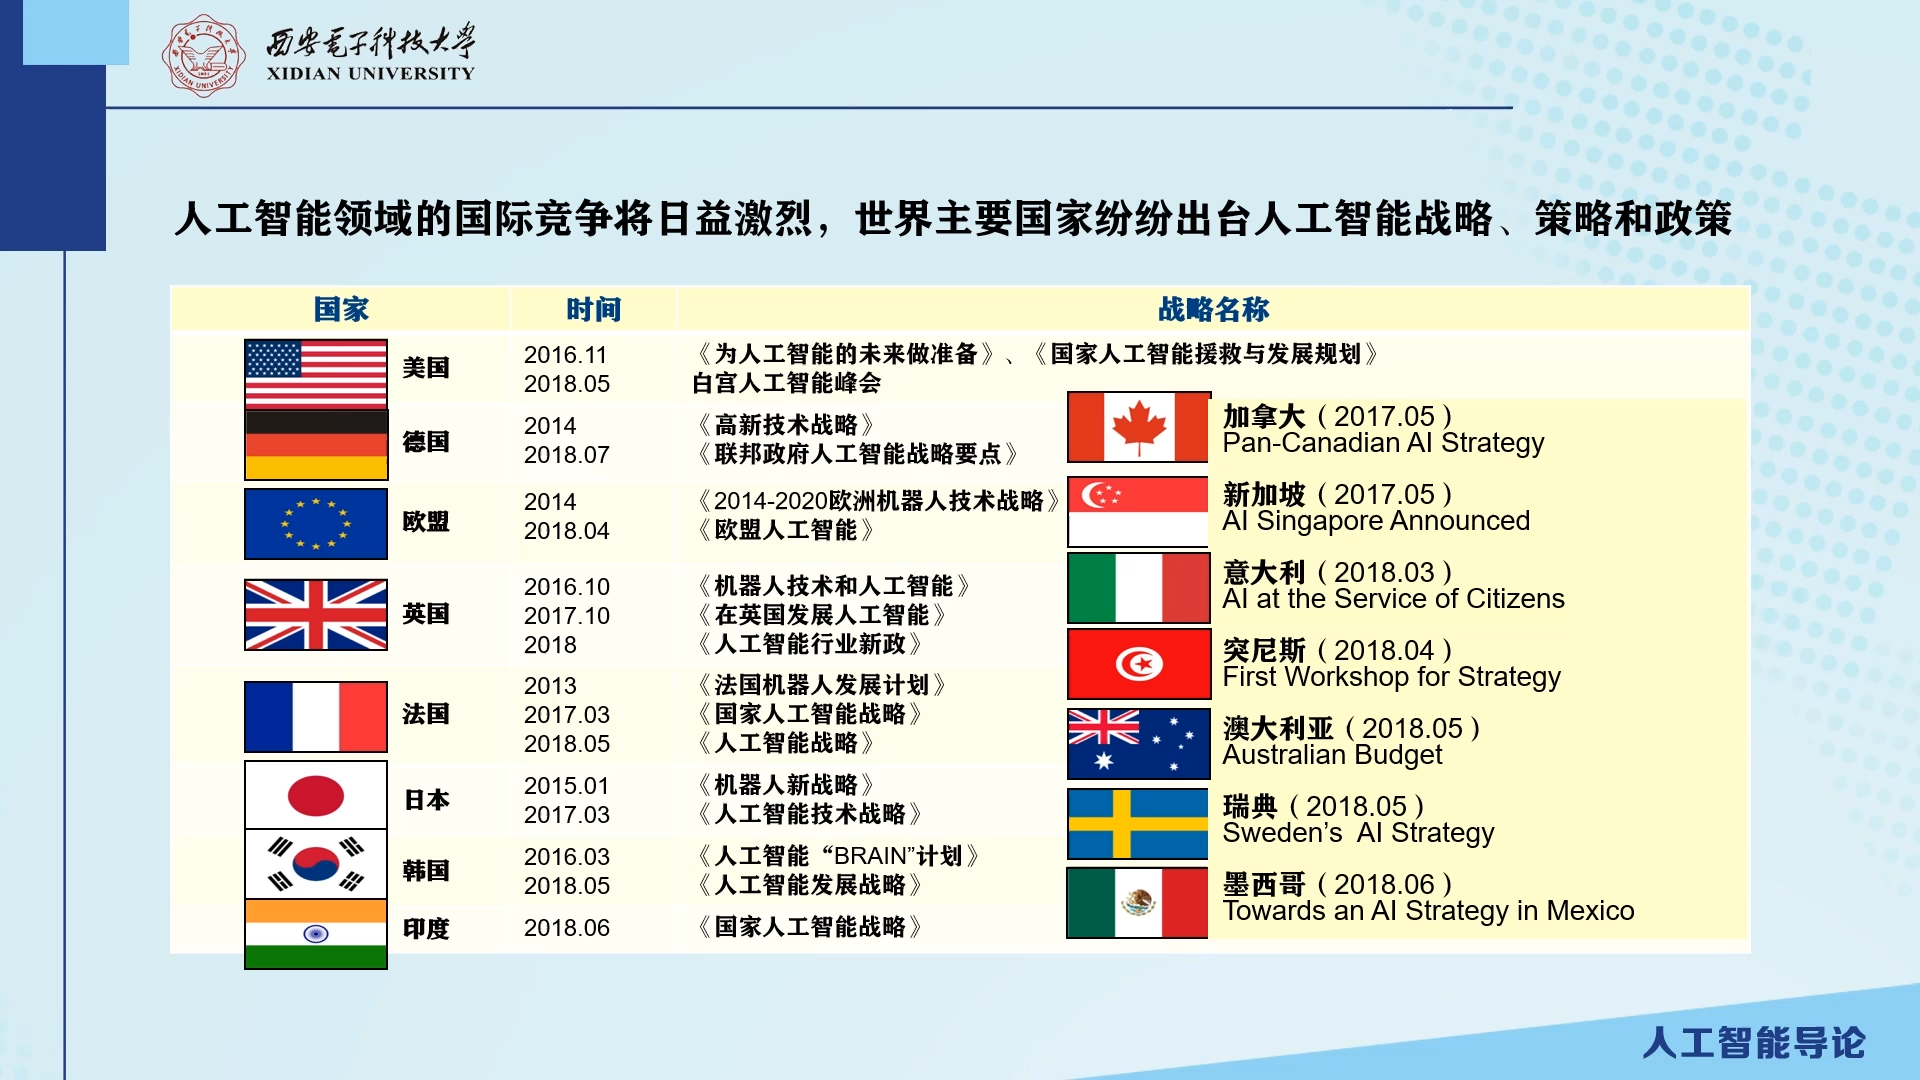 西安电子科技大学
XIDIAN UNIVERSITY
人工智能领域的国际竞争将日益激烈，世界主要国家纷纷出台人工智能战略、策略和政策
国家 时间 战略名称
美国
2016.11
2018.05
《为人工智能的未来做准备》、《国家人工智能援救与发展规划》
白宫人工智能峰会
德国
2014
2018.07
《高新技术战略》
《联邦政府人工智能战略要点》
欧盟
2014
2018.04
《2014-2020欧洲机器人技术战略》
《欧盟人工智能》
英国
2016.10
2017.10
2018
《机器人技术和人工智能》
《在英国发展人工智能》
《人工智能行业新政》
法国
2013
2017.03
2018.05
《法国机器人发展计划》
《国家人工智能战略》
《人工智能战略》
日本
2015.01
2017.03
《机器人新战略》
《人工智能技术战略》
韩国
2016.03
2018.05
《人工智能“BRAIN”计划》
《人工智能发展战略》
印度
2018.06
《国家人工智能战略》
加拿大（2017.05）
Pan-Canadian AI Strategy
新加坡（2017.05）
AI Singapore Announced
意大利（2018.03）
AI at the Service of Citizens
突尼斯（2018.04）
First Workshop for Strategy
澳大利亚（2018.05）
Australian Budget
瑞典（2018.05）
Sweden’s  AI Strategy
墨西哥（2018.06）
Towards an AI Strategy in Mexico
人工智能导论